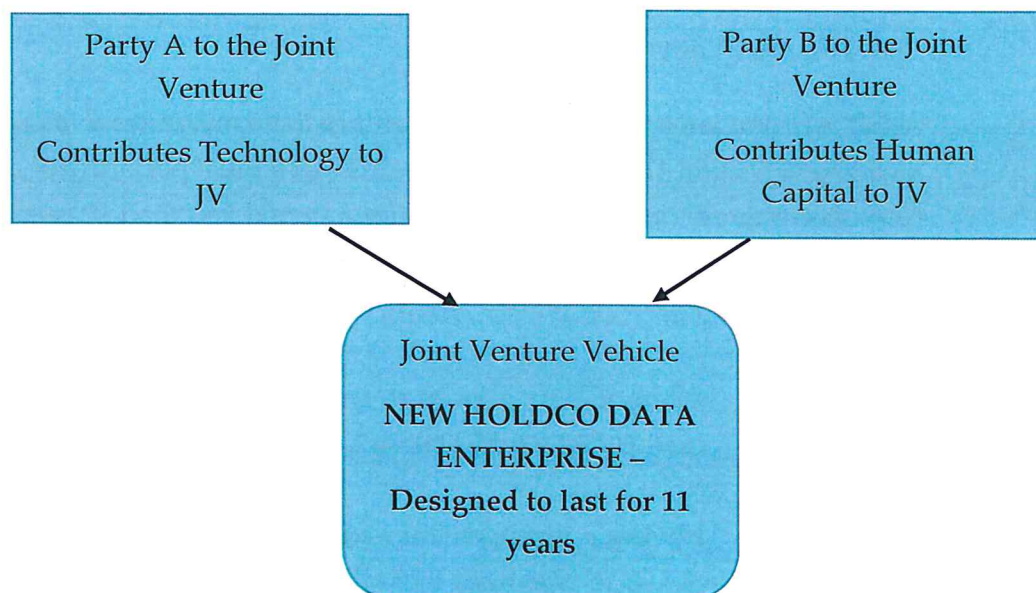 Party A to the Joint
Venture
Contributes Technology to
JV
Party B to the Joint
Venture
Contributes Human
Capital to JV
Joint Venture Vehicle
NEW HOLDCO DATA
ENTERPRISE –
Designed to last for 11
years